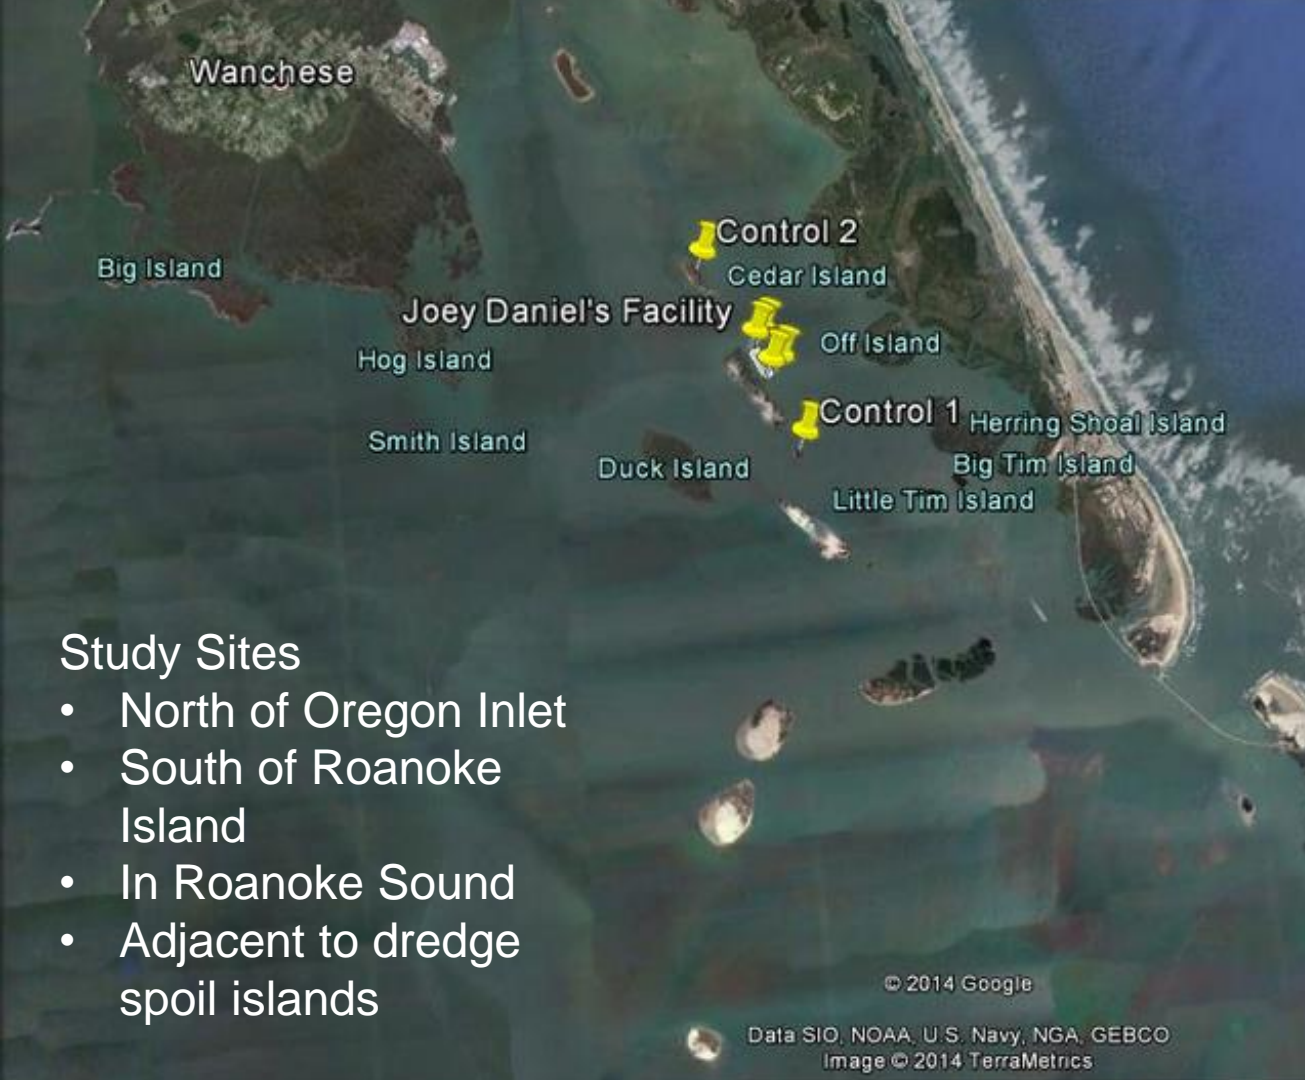 Wanchese
Control 2
Big Island
Cedar Island
Joey Daniel's Facility
Off Island
Hog Island
Control 1
Herring Shoal Island
Smith Island
Duck Island
Big Tim Island
Little Tim Island
Study Sites
• North of Oregon Inlet
• South of Roanoke
Island
• In Roanoke Sound
• Adjacent to dredge
spoil islands
© 2014 Google
Data SIO, NOAA, U.S. Navy, NGA, GEBCO
Image © 2014 TerraMetrics